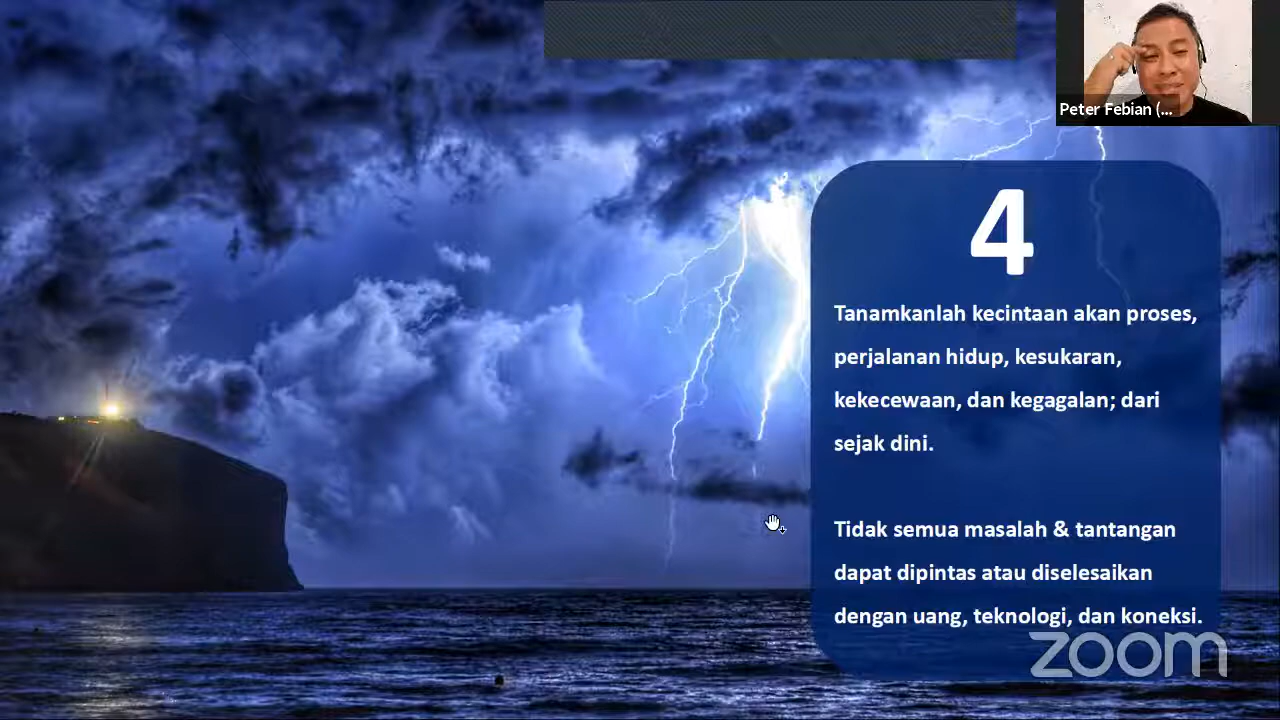 Peter Febian (...
4
Tanamkanlah kecintaan akan proses,
perjalanan hidup, kesukaran,
kekecewaan, dan kegagalan; dari
sejak dini.
Tidak semua masalah & tantangan
dapat dipintas atau diselesaikan
dengan uang, teknologi, dan koneksi.
zoom